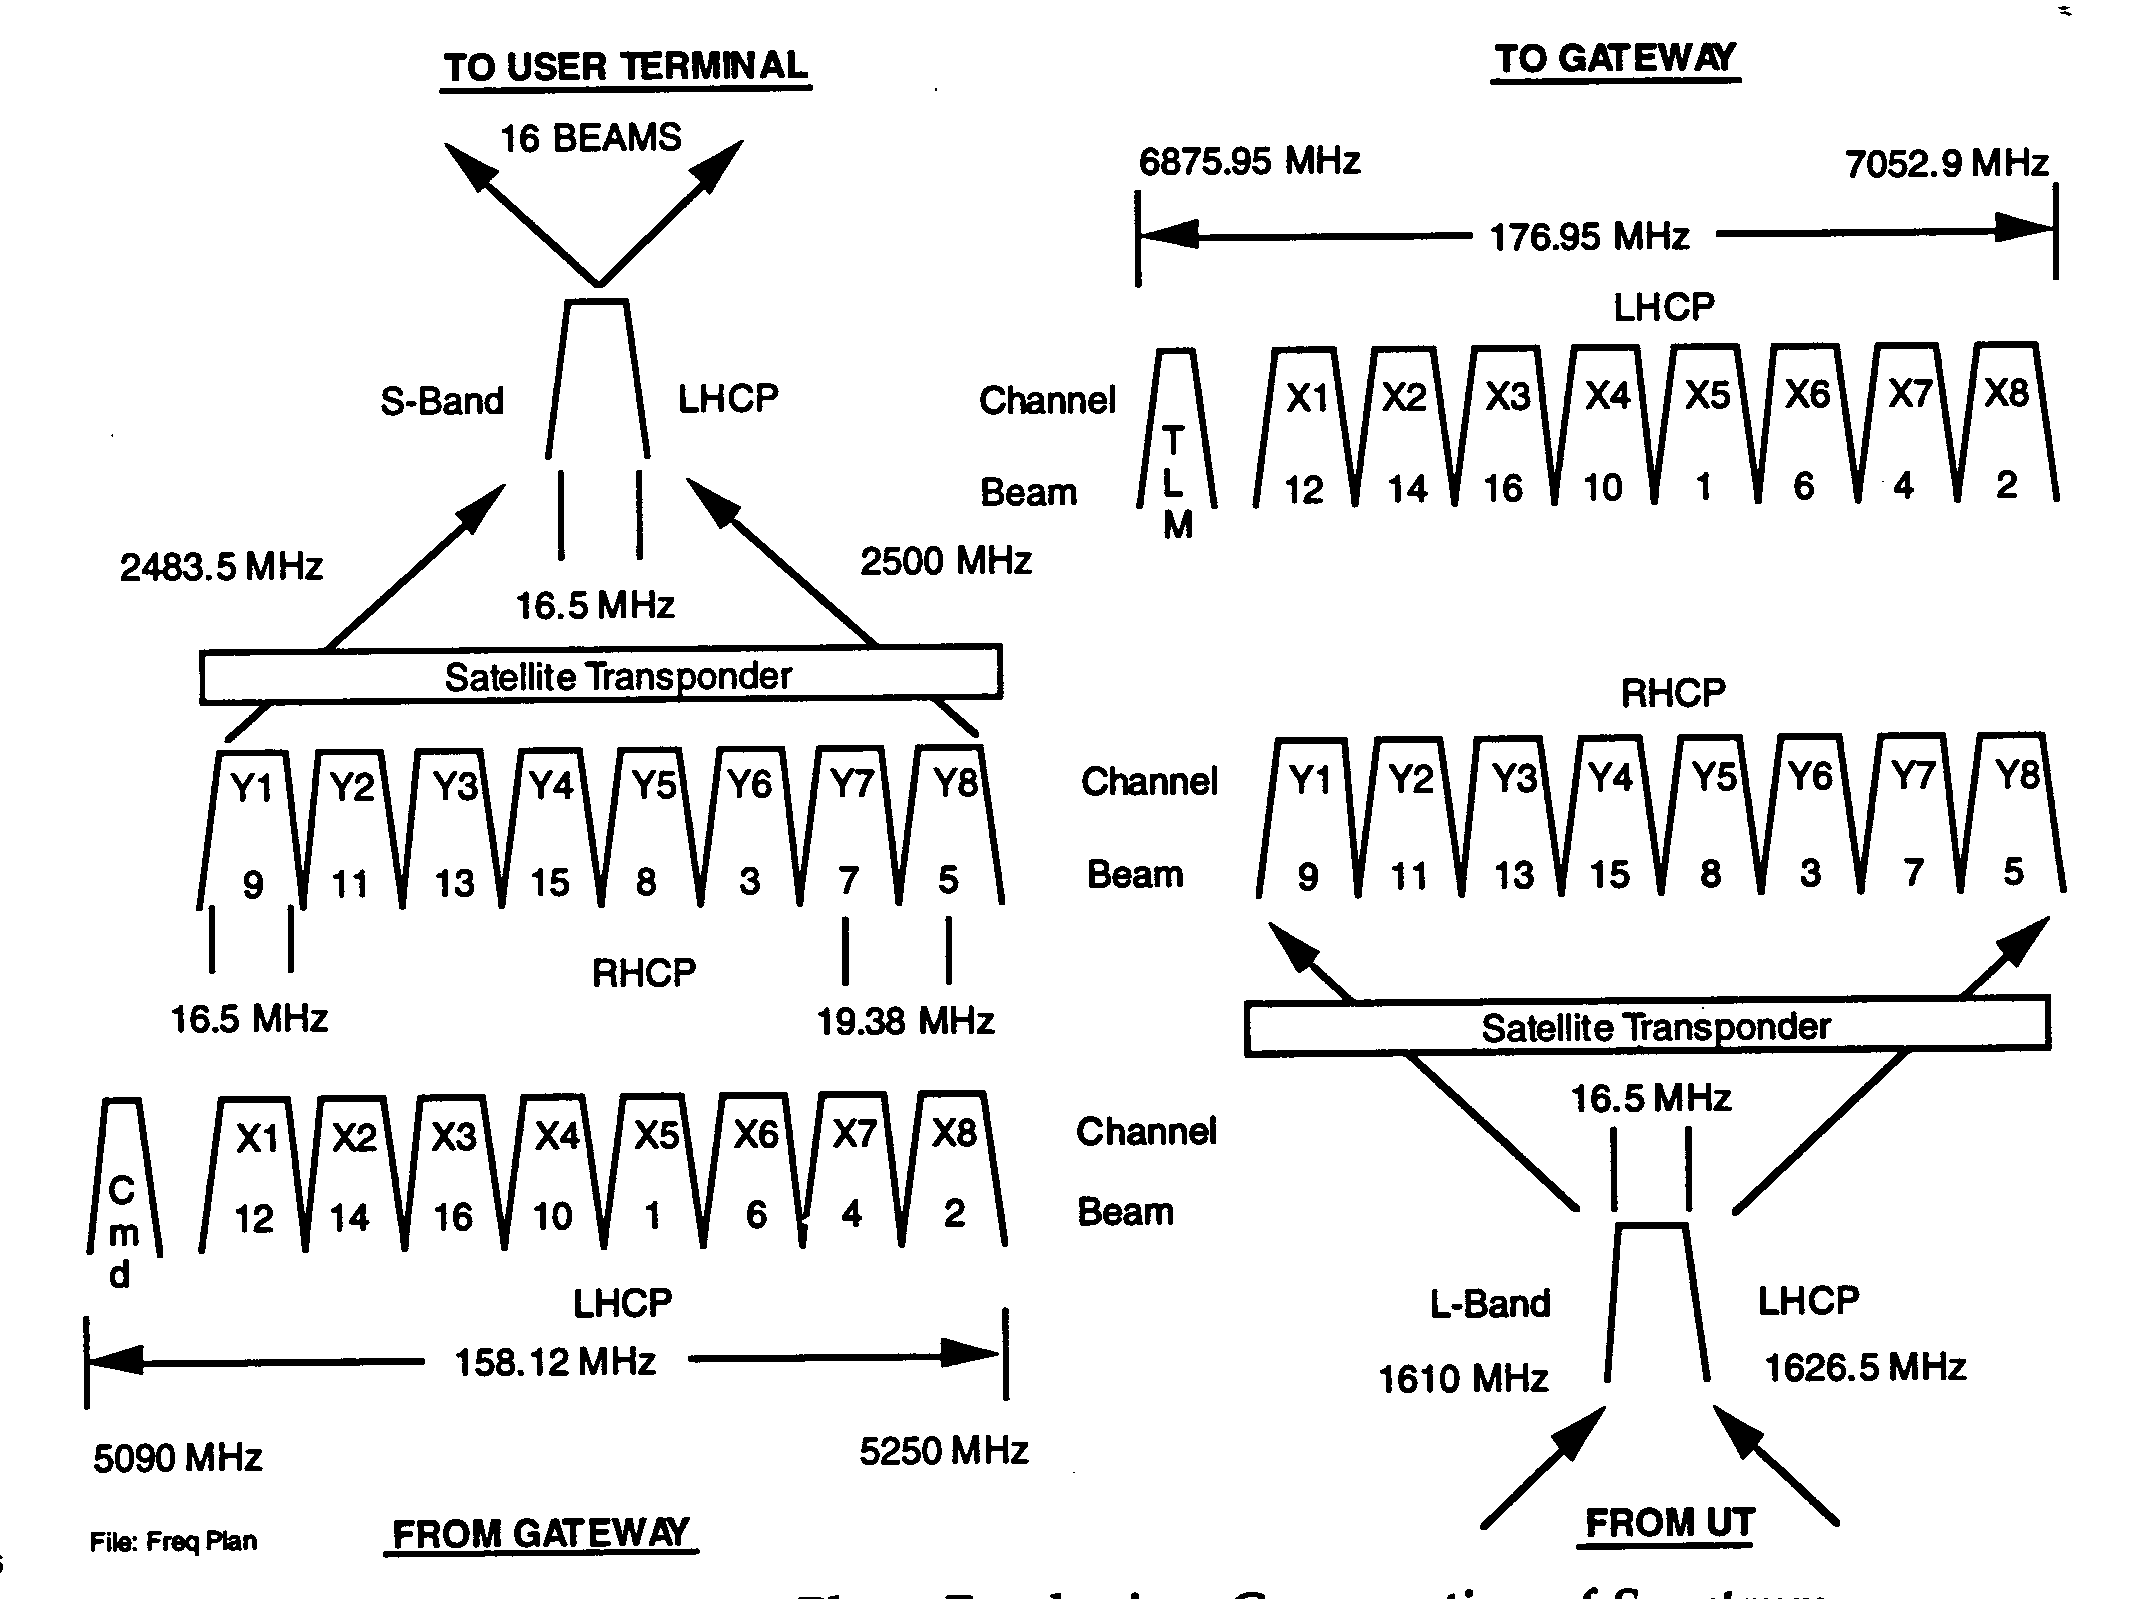 TO USER TERMINAL
16 BEAMS
S-Band LHCP
2483.5 MHz 2500 MHz
16.5 MHz
Satellite Transponder
Y1 Y2 Y3 Y4 Y5 Y6 Y7 Y8 Channel
9 11 13 15 8 3 7 5 Beam
RHCP
16.5 MHz 19.38 MHz
X1 X2 X3 X4 X5 X6 X7 X8 Channel
12 14 16 10 1 6 4 2 Beam
Cmd
LHCP
158.12 MHz
5090 MHz 5250 MHz
File: Freq Plan
FROM GATEWAY
TO GATEWAY
6875.95 MHz 7052.9 MHz
176.95 MHz
LHCP
Channel X1 X2 X3 X4 X5 X6 X7 X8
Beam 12 14 16 10 1 6 4 2
TLM
RHCP
Y1 Y2 Y3 Y4 Y5 Y6 Y7 Y8
9 11 13 15 8 3 7 5
Satellite Transponder
16.5 MHz
L-Band LHCP
1610 MHz 1626.5 MHz
FROM UT